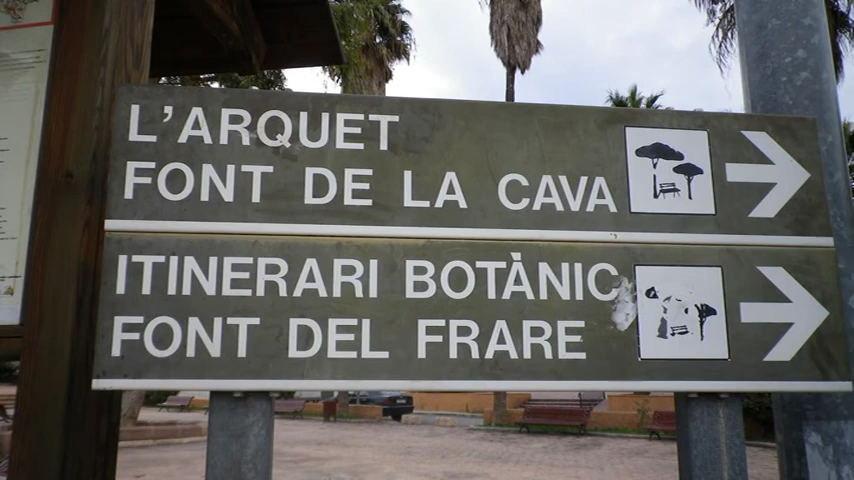 L'ARQUET
FONT DE LA CAVA
ITINERARI BOTÀNIC
FONT DEL FRARE